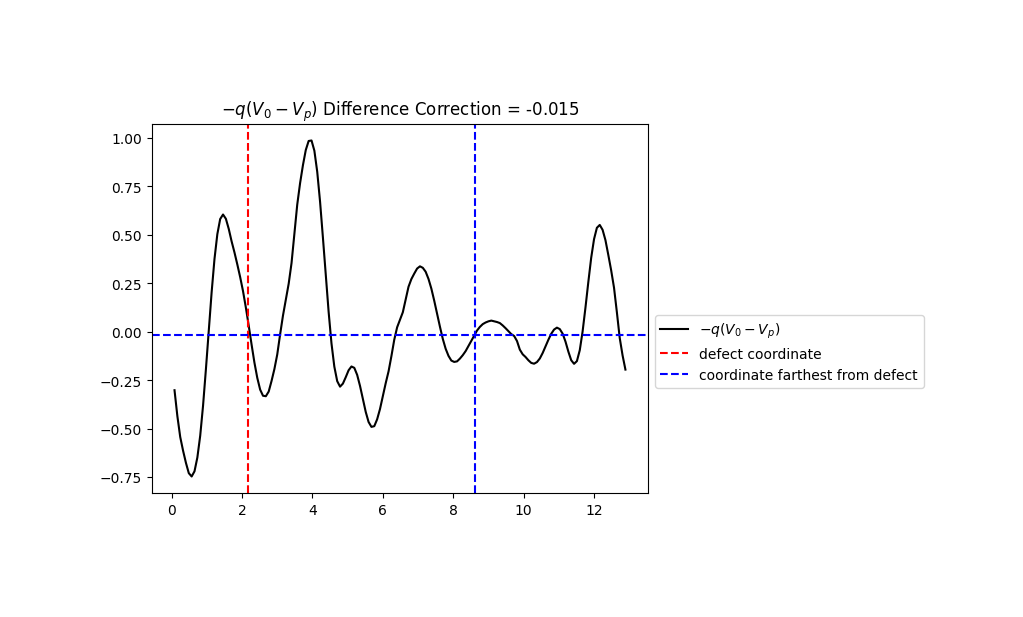 −q(V₀ − Vₚ) Difference Correction = -0.015
1.00
0.75
0.50
0.25
0.00
−0.25
−0.50
−0.75
0 2 4 6 8 10 12
−q(V₀ − Vₚ)
defect coordinate
coordinate farthest from defect